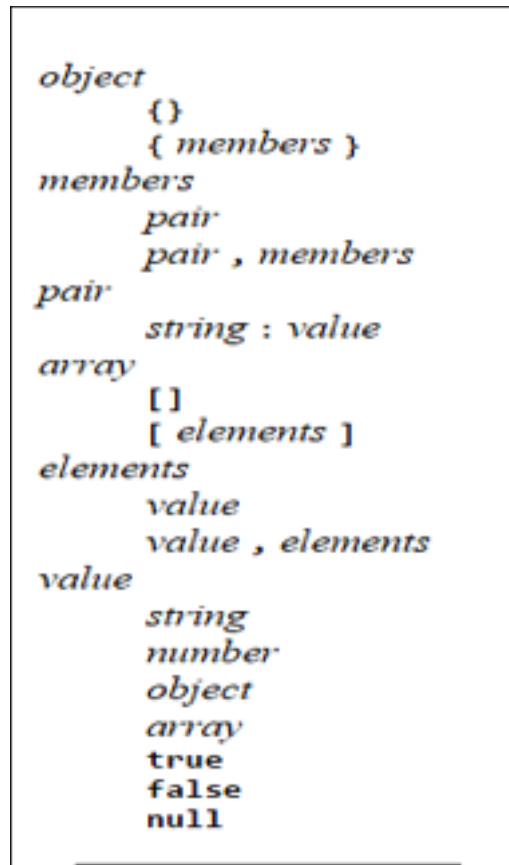 object
{}
{ members }
members
pair
pair , members
pair
string : value
array
[]
[ elements ]
elements
value
value , elements
value
string
number
object
array
true
false
null